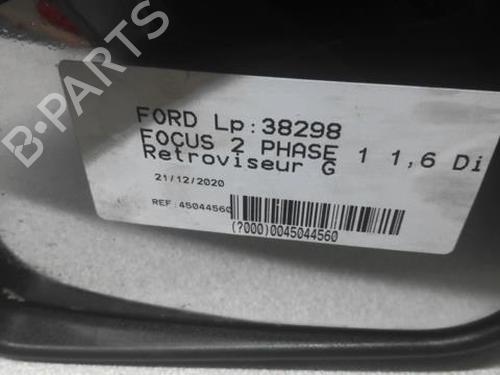 FORD Lp:38298
FOCUS 2 PHASE 1 1,6 Di
Retroviseur G
21/12/2020
REF:45044560
(?000)0045044560
B-PARTS